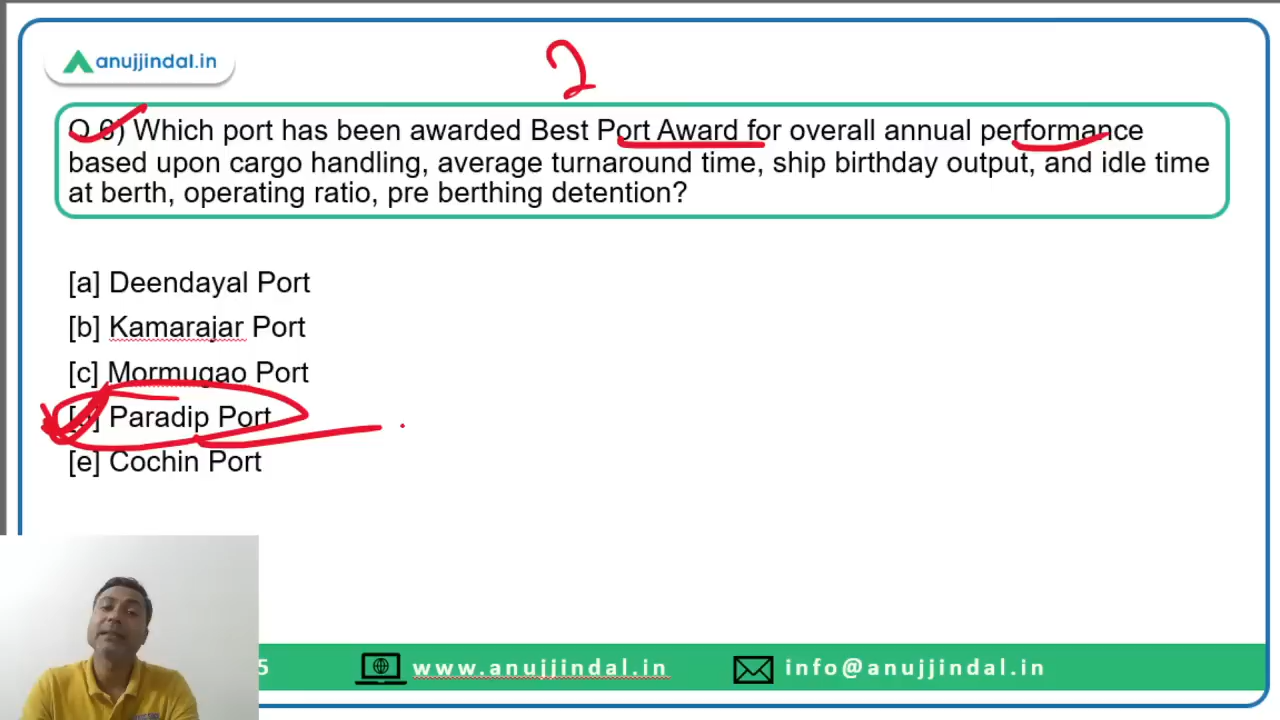 anujjindal.in
2
Q 6) Which port has been awarded Best Port Award for overall annual performance
based upon cargo handling, average turnaround time, ship birthday output, and idle time
at berth, operating ratio, pre berthing detention?
[a] Deendayal Port
[b] Kamarajar Port
[c] Mormugao Port
[d] Paradip Port
[e] Cochin Port
5 www.anujjindal.in info@anujjindal.in